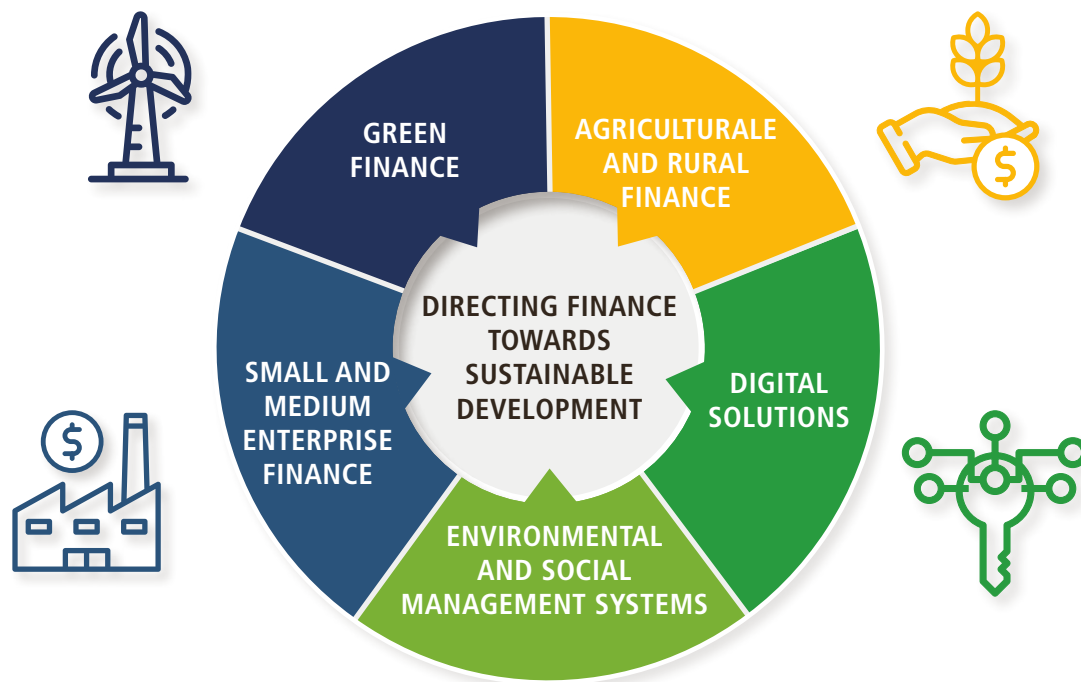 GREEN
FINANCE
AGRICULTURALE
AND RURAL
FINANCE
$
DIRECTING FINANCE
TOWARDS
SUSTAINABLE
DEVELOPMENT
SMALL AND
MEDIUM
ENTERPRISE
FINANCE
DIGITAL
SOLUTIONS
$
ENVIRONMENTAL
AND SOCIAL
MANAGEMENT SYSTEMS